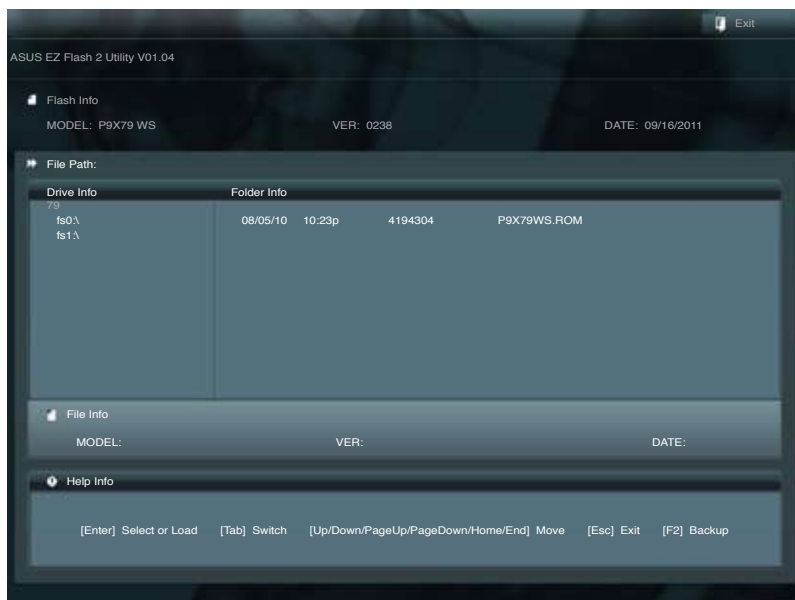 Exit
ASUS EZ Flash 2 Utility V01.04
Flash Info
MODEL: P9X79 WS VER: 0238 DATE: 09/16/2011
File Path:
Drive Info Folder Info
79
fs0:\ 08/05/10 10:23p 4194304 P9X79WS.ROM
fs1:\
File Info
MODEL: VER: DATE:
Help Info
[Enter] Select or Load [Tab] Switch [Up/Down/PageUp/PageDown/Home/End] Move [Esc] Exit [F2] Backup